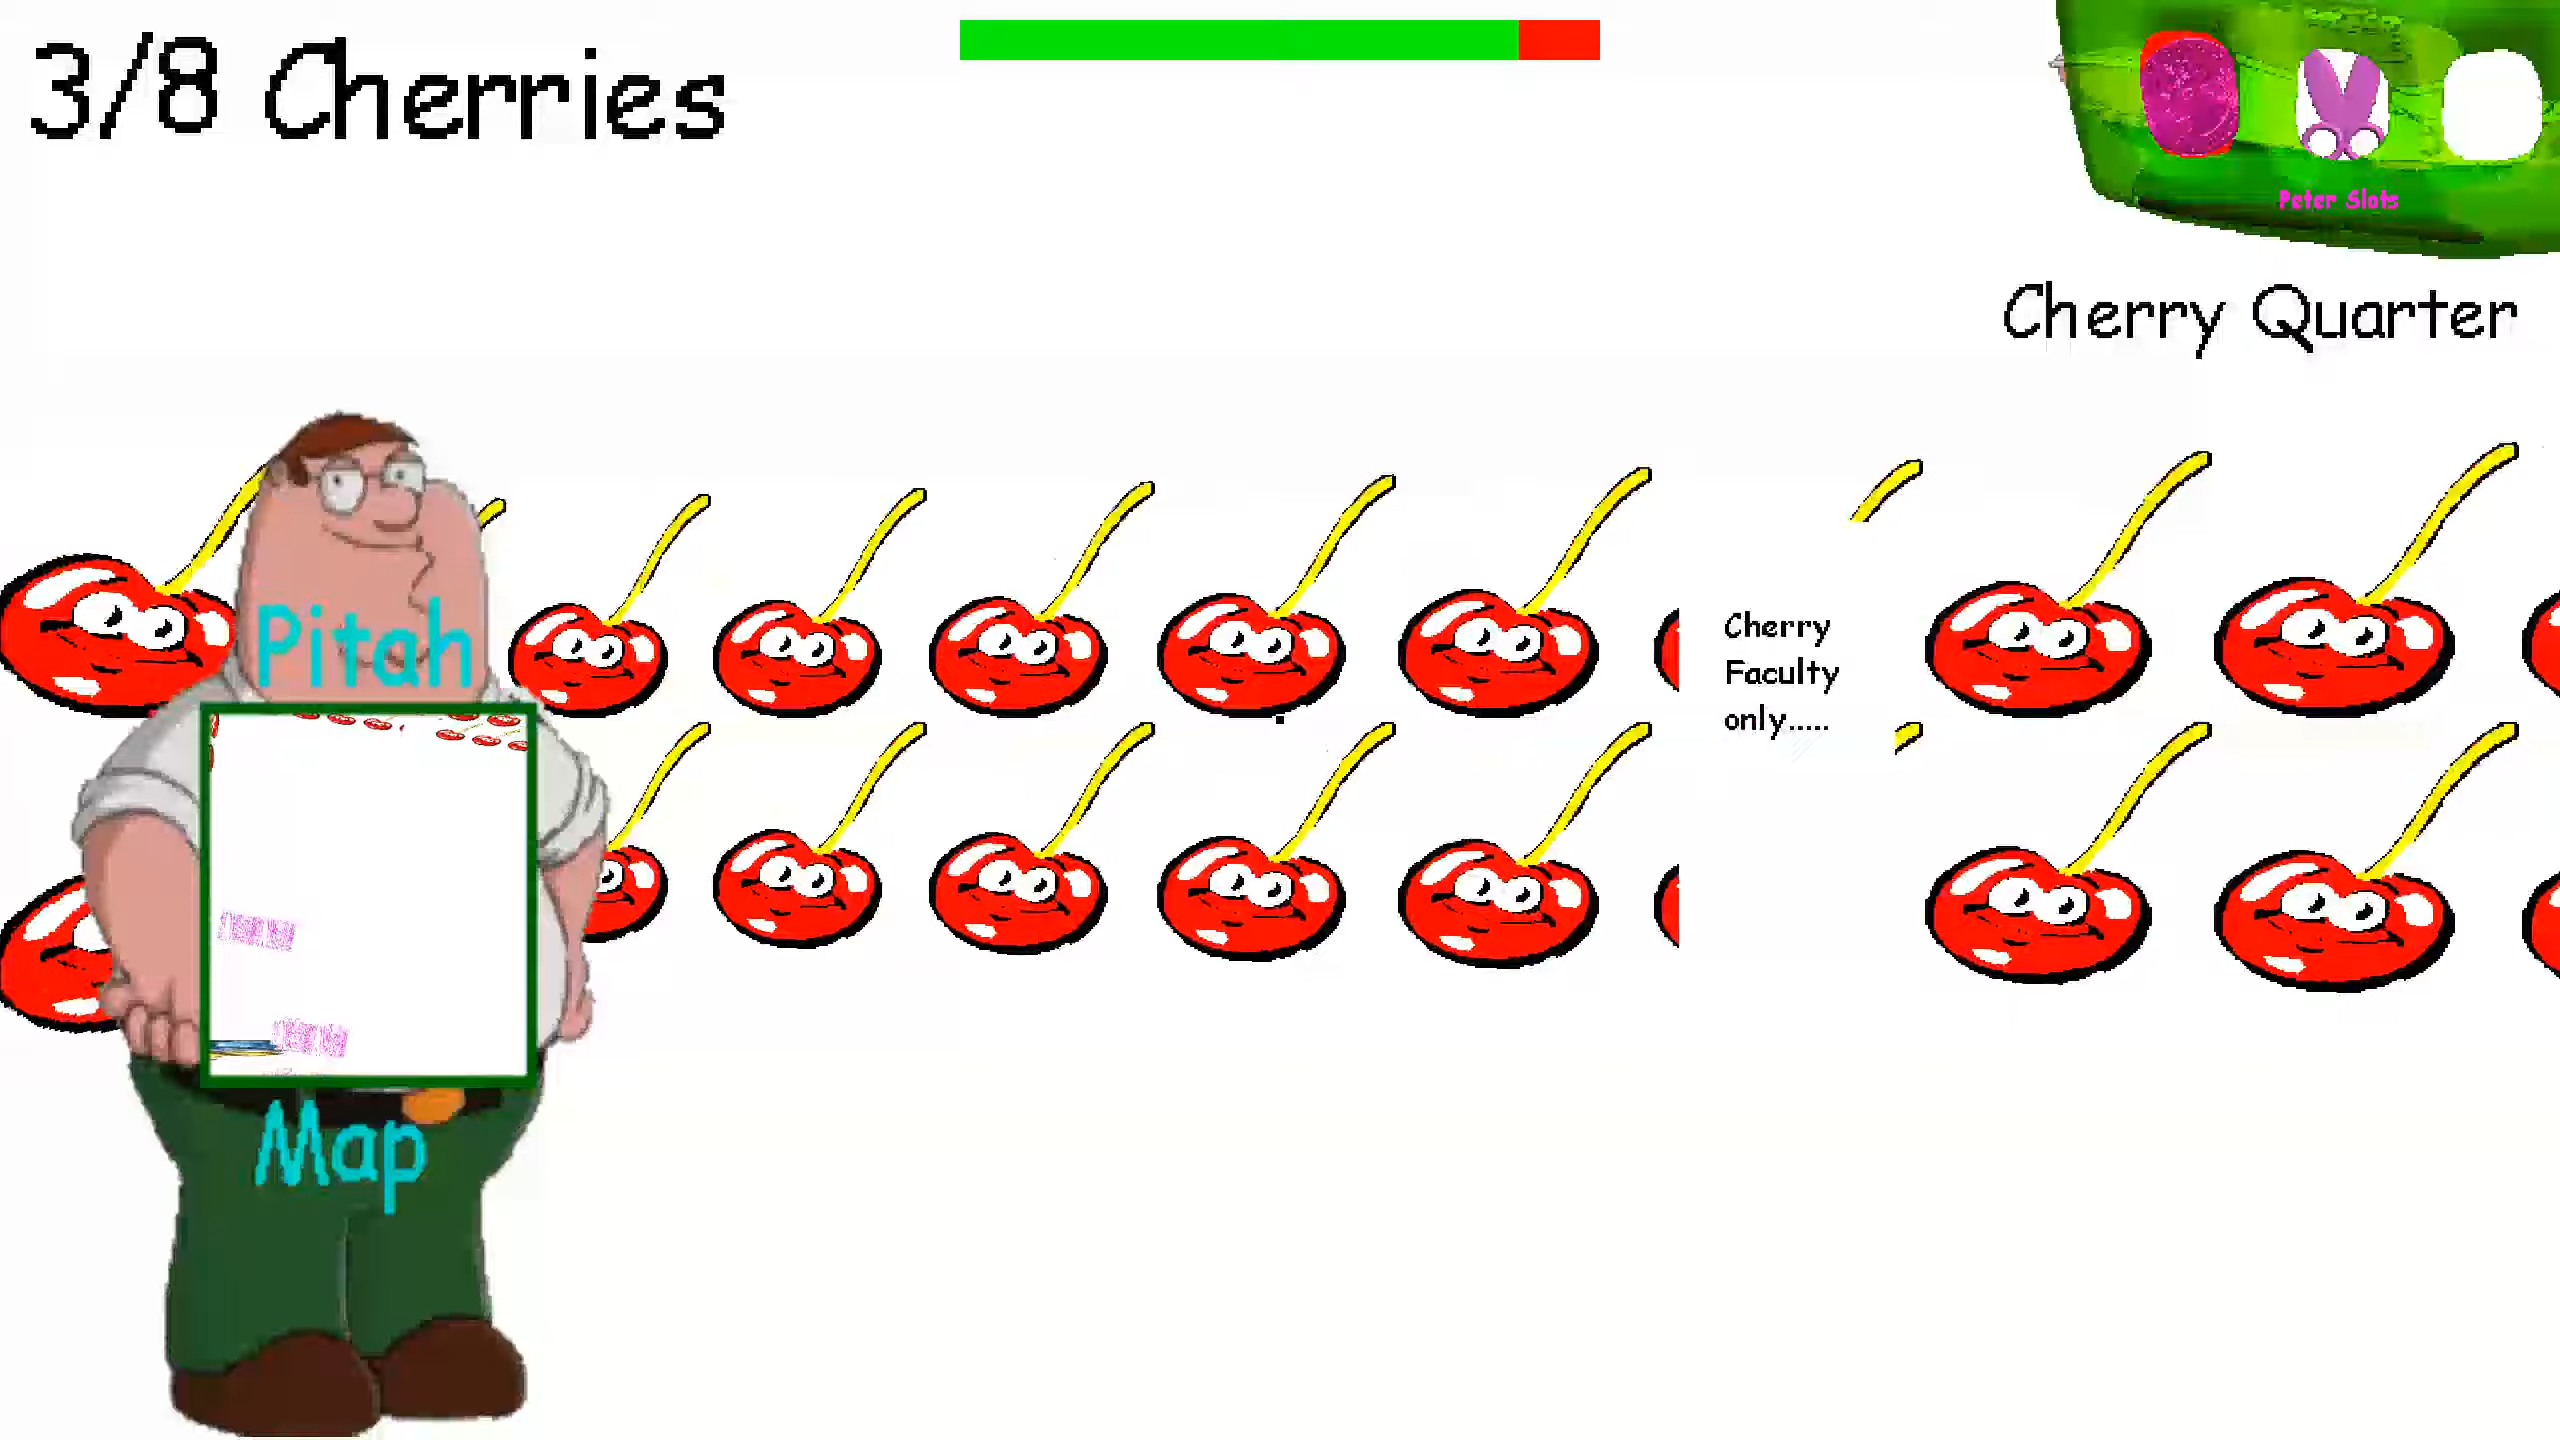 3/8 Cherries
Peter Slots
Cherry Quarter
Cherry
Faculty
only.....
Pitah
Map